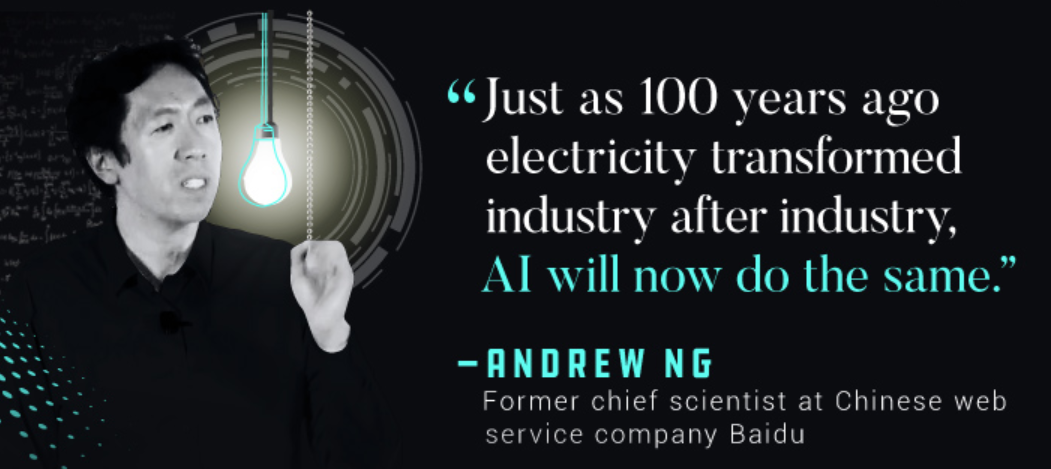 “Just as 100 years ago
electricity transformed
industry after industry,
AI will now do the same.”
–ANDREW NG
Former chief scientist at Chinese web
service company Baidu